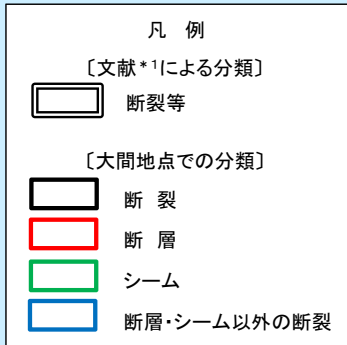 凡 例
〔文献*1による分類〕
断裂等
〔大間地点での分類〕
断 裂
断 層
シーム
断層・シーム以外の断裂